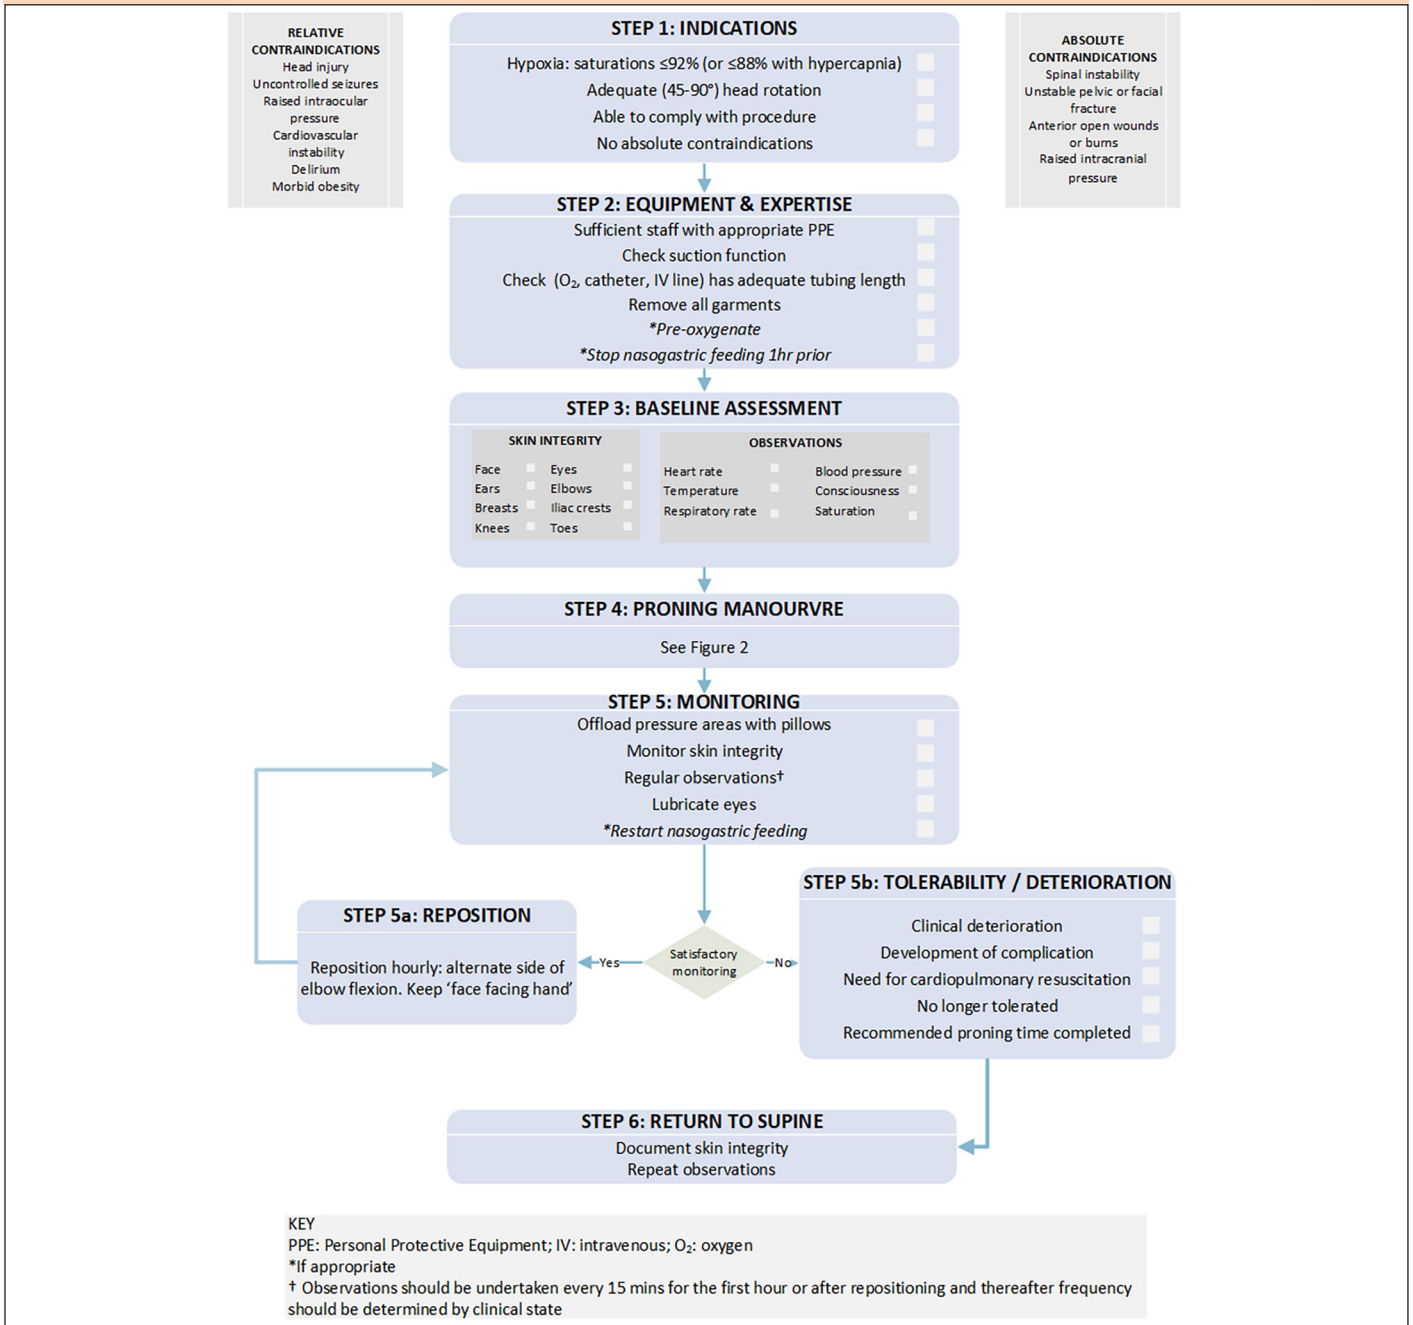 RELATIVE
CONTRAINDICATIONS
Head injury
Uncontrolled seizures
Raised intraocular
pressure
Cardiovascular
instability
Delirium
Morbid obesity
STEP 1: INDICATIONS
Hypoxia: saturations ≤92% (or ≤88% with hypercapnia)
Adequate (45-90°) head rotation
Able to comply with procedure
No absolute contraindications
ABSOLUTE
CONTRAINDICATIONS
Spinal instability
Unstable pelvic or facial
fracture
Anterior open wounds
or burns
Raised intracranial
pressure
STEP 2: EQUIPMENT & EXPERTISE
Sufficient staff with appropriate PPE
Check suction function
Check (O₂, catheter, IV line) has adequate tubing length
Remove all garments
*Pre-oxygenate
*Stop nasogastric feeding 1hr prior
STEP 3: BASELINE ASSESSMENT
SKIN INTEGRITY
Face Eyes
Ears Elbows
Breasts Iliac crests
Knees Toes
OBSERVATIONS
Heart rate Blood pressure
Temperature Consciousness
Respiratory rate Saturation
STEP 4: PRONING MANOURVRE
See Figure 2
STEP 5: MONITORING
Offload pressure areas with pillows
Monitor skin integrity
Regular observations†
Lubricate eyes
*Restart nasogastric feeding
Satisfactory
monitoring
Yes
No
STEP 5a: REPOSITION
Reposition hourly: alternate side of
elbow flexion. Keep ‘face facing hand’
STEP 5b: TOLERABILITY / DETERIORATION
Clinical deterioration
Development of complication
Need for cardiopulmonary resuscitation
No longer tolerated
Recommended proning time completed
STEP 6: RETURN TO SUPINE
Document skin integrity
Repeat observations
KEY
PPE: Personal Protective Equipment; IV: intravenous; O₂: oxygen
*If appropriate
† Observations should be undertaken every 15 mins for the first hour or after repositioning and thereafter frequency
should be determined by clinical state